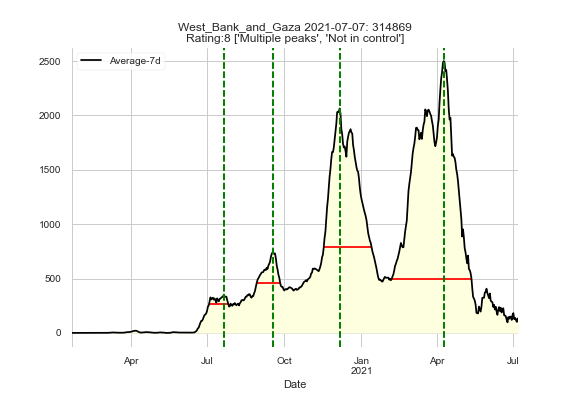 West_Bank_and_Gaza 2021-07-07: 314869
Rating:8 ['Multiple peaks', 'Not in control']
Average-7d
2500
2000
1500
1000
500
0
Apr Jul Oct Jan Apr Jul
2021
Date